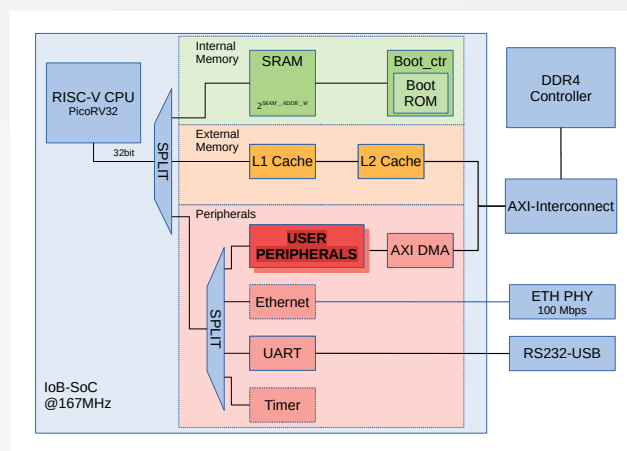 Internal
Memory
SRAM
2^SRAM_ADDR_W
Boot_ctr
Boot
ROM
RISC-V CPU
PicoRV32
32bit
SPLIT
External
Memory
L1 Cache
L2 Cache
DDR4
Controller
AXI-Interconnect
Peripherals
USER
PERIPHERALS
AXI DMA
SPLIT
Ethernet
ETH PHY
100 Mbps
UART
RS232-USB
Timer
IoB-SoC
@167MHz